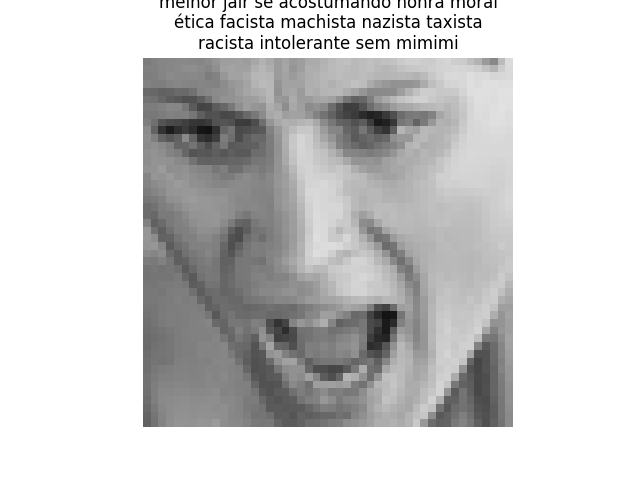 melhor jair se acostumando honra moral
ética facista machista nazista taxista
racista intolerante sem mimimi